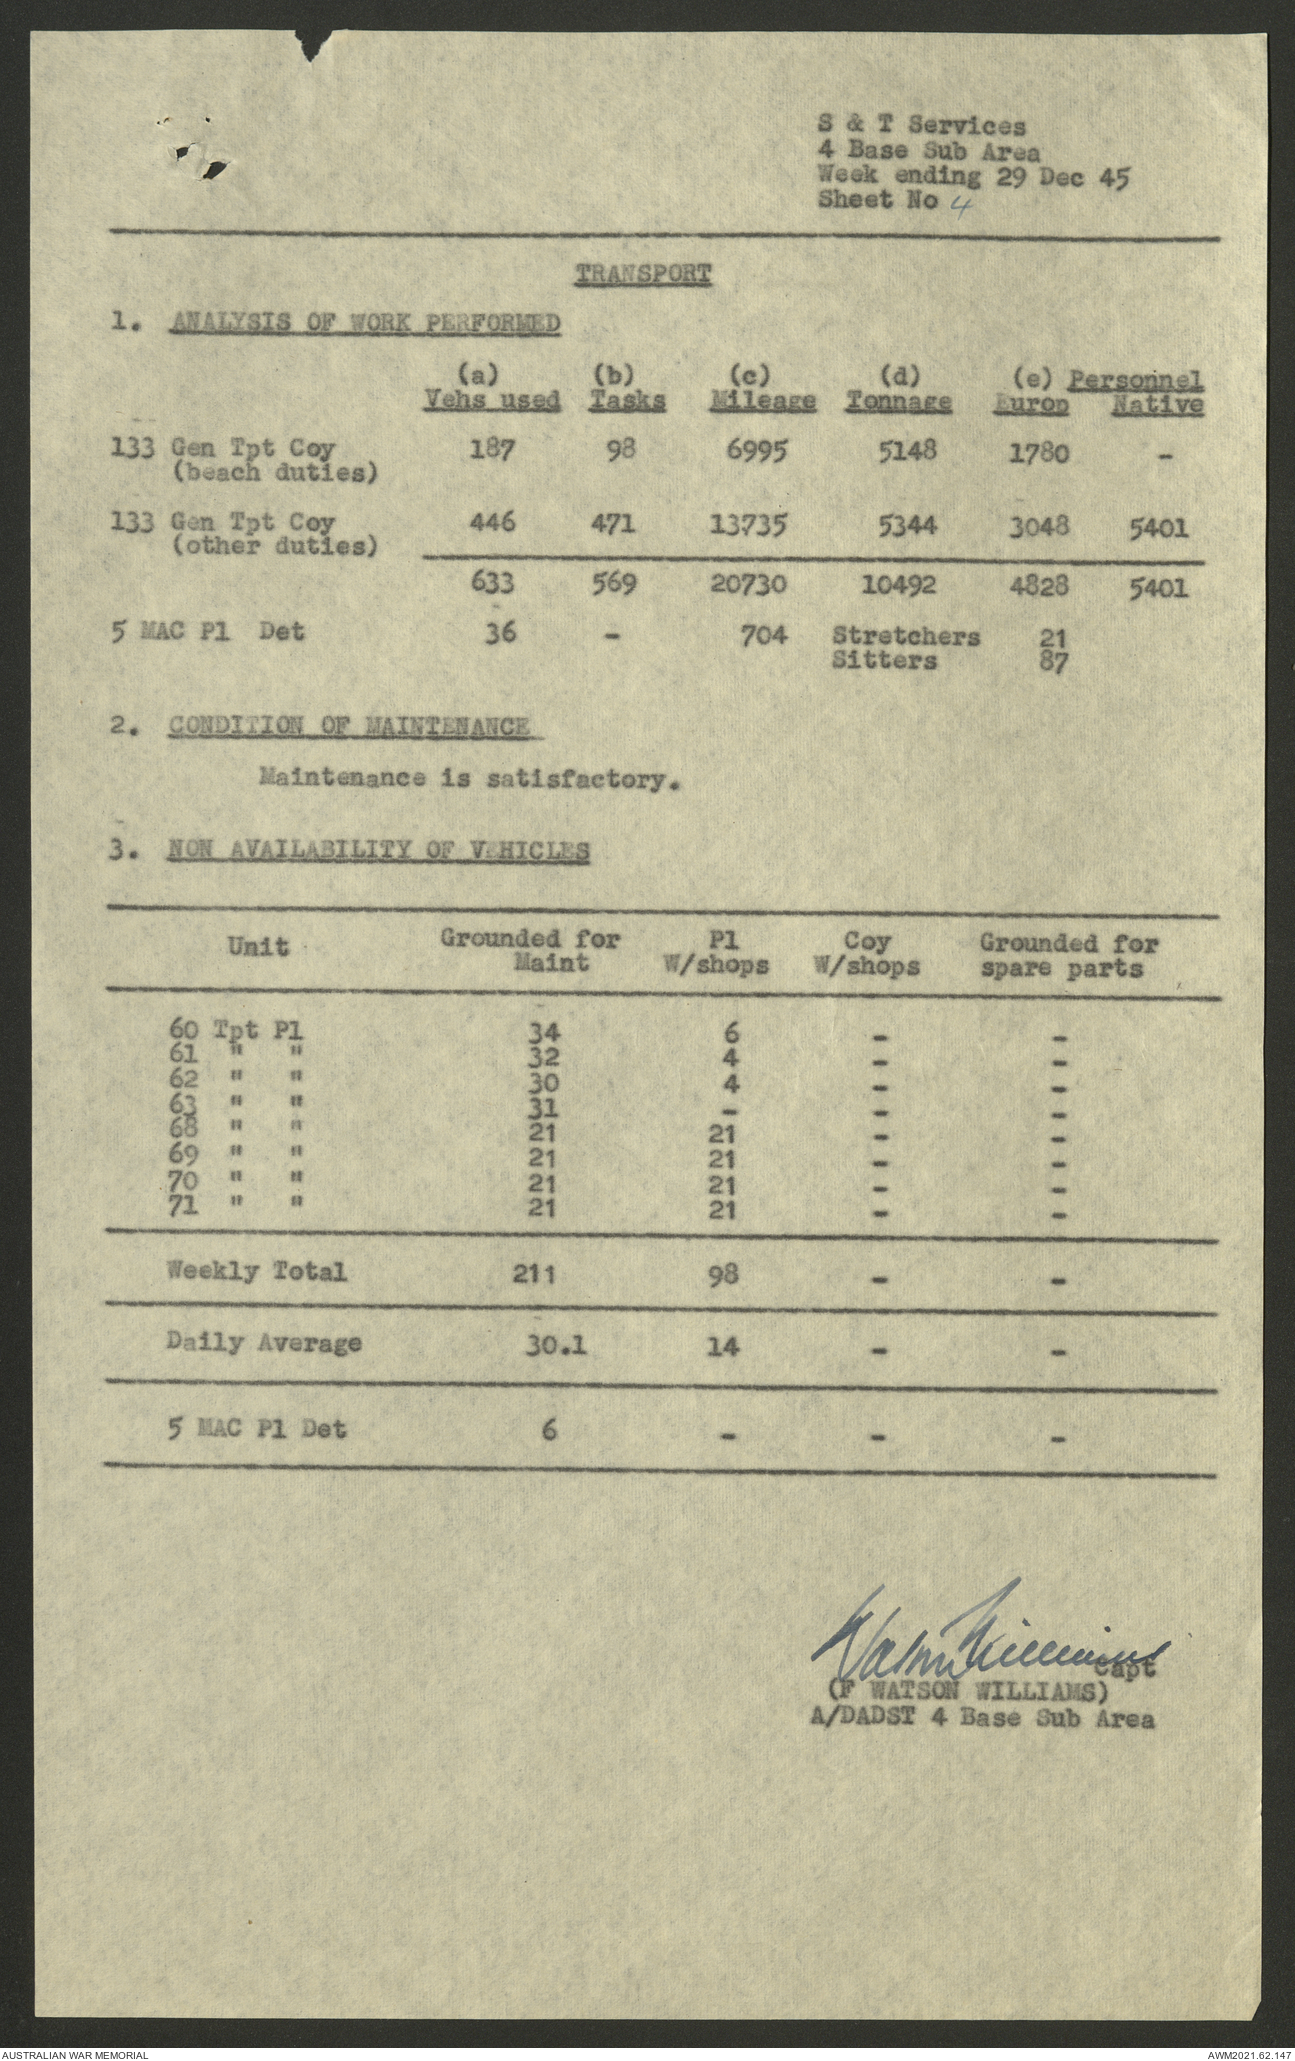 S & T Services
4 Base Sub Area
Week ending 29 Dec 45
Sheet No 4
TRANSPORT
1. ANALYSIS OF WORK PERFORMED
(a) (b) (c) (d) (e) Personnel
Vehs used Tasks Mileage Tonnage Europ Native
133 Gen Tpt Coy 187 98 6995 5148 1780 -
(beach duties)
133 Gen Tpt Coy 446 471 13735 5344 3048 5401
(other duties)
633 569 20730 10492 4828 5401
5 MAC Pl Det 36 - 704 Stretchers 21
Sitters 87
2. CONDITION OF MAINTENANCE
Maintenance is satisfactory.
3. NON AVAILABILITY OF VEHICLES
Unit Grounded for Pl Coy Grounded for
Maint W/shops W/shops spare parts
60 Tpt Pl 34 6 - -
61 " " 32 4 - -
62 " " 30 4 - -
63 " " 31 - - -
68 " " 21 21 - -
69 " " 21 21 - -
70 " " 21 21 - -
71 " " 21 21 - -
Weekly Total 211 98 - -
Daily Average 30.1 14 - -
5 MAC Pl Det 6 - - -
Watson Williams Capt
(F WATSON WILLIAMS)
A/DADST 4 Base Sub Area
AUSTRALIAN WAR MEMORIAL AWM2021.62.147